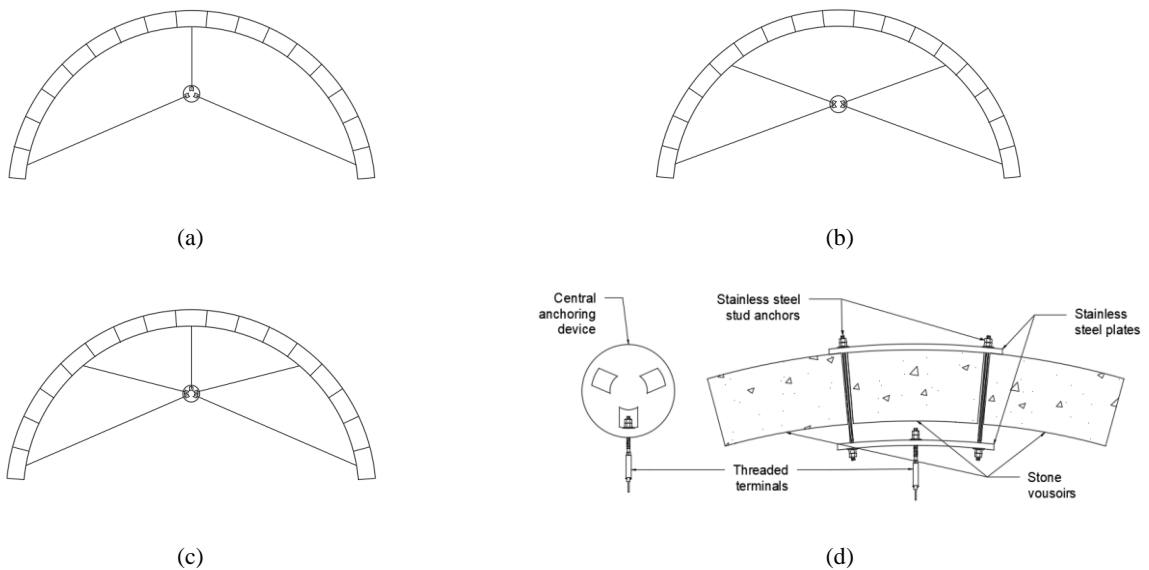 (a)
(b)
Central
anchoring
device
Stainless steel
stud anchors
Stainless
steel plates
Threaded
terminals
Stone
vousoirs
(c)
(d)